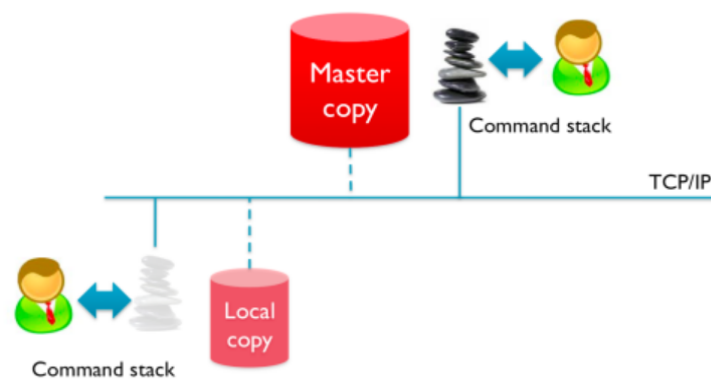 Master
copy
Command stack
TCP/IP
Local
copy
Command stack